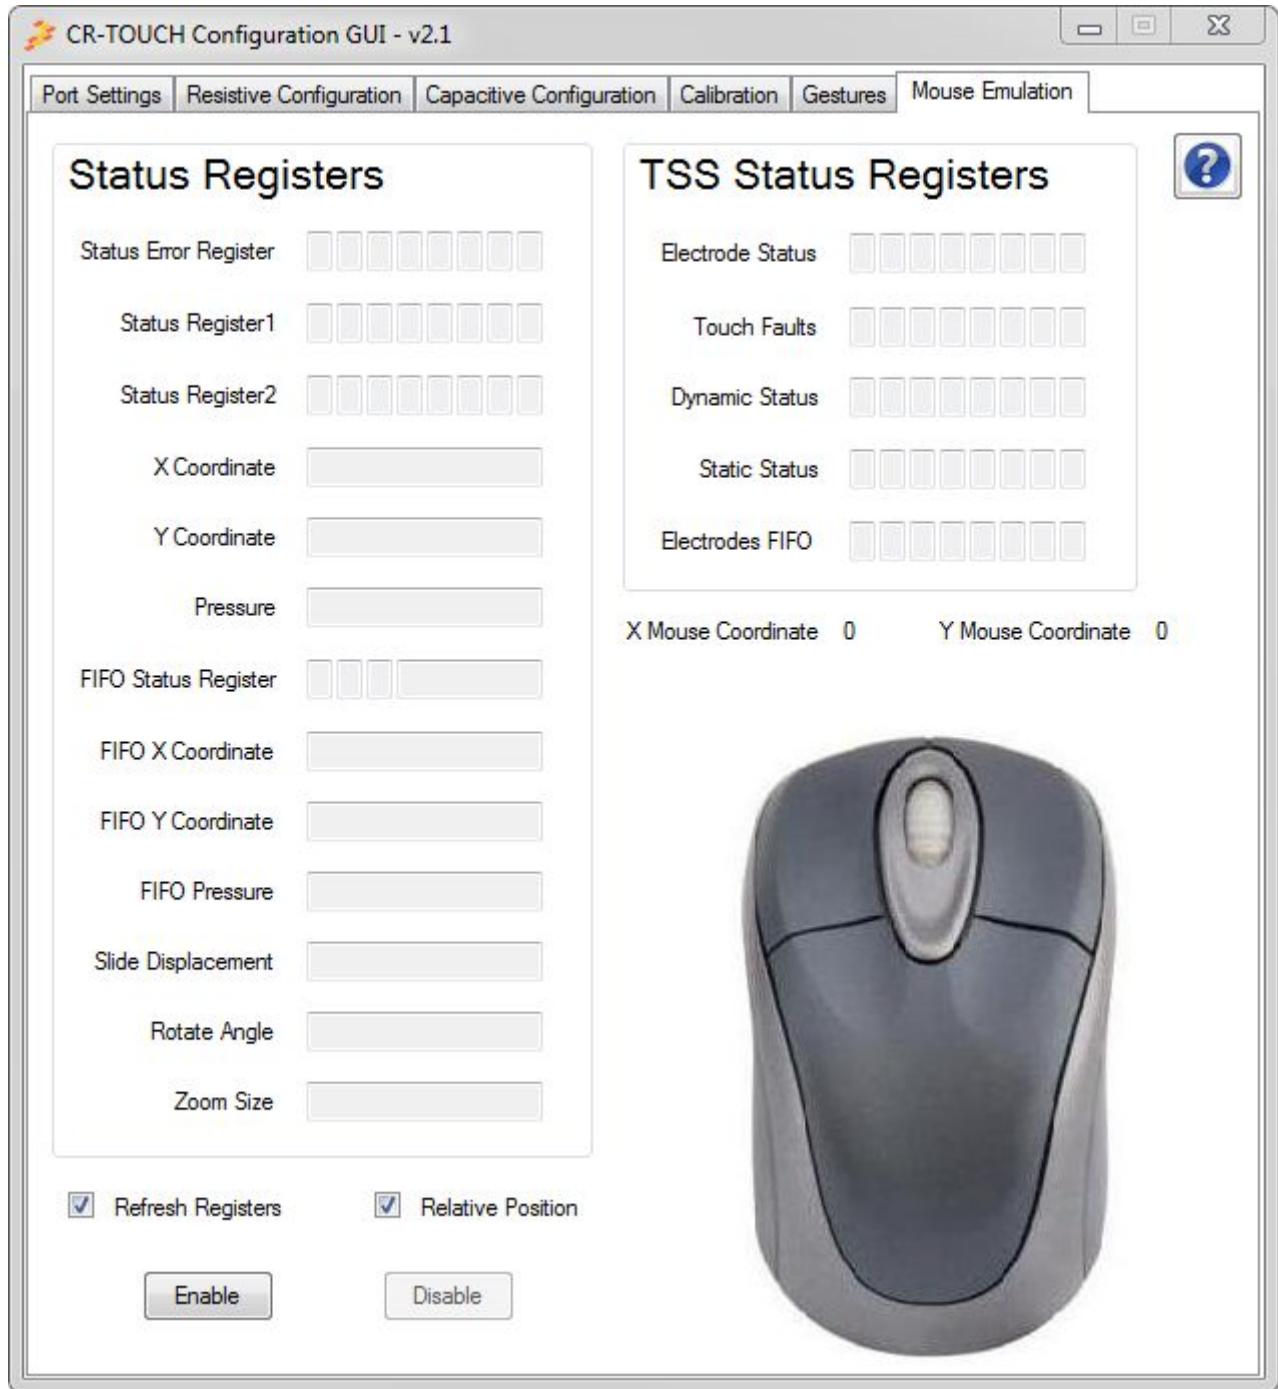 CR-TOUCH Configuration GUI - v2.1
Port Settings Resistive Configuration Capacitive Configuration Calibration Gestures Mouse Emulation
Status Registers
Status Error Register
Status Register1
Status Register2
X Coordinate
Y Coordinate
Pressure
FIFO Status Register
FIFO X Coordinate
FIFO Y Coordinate
FIFO Pressure
Slide Displacement
Rotate Angle
Zoom Size
Refresh Registers Relative Position
Enable Disable
TSS Status Registers
Electrode Status
Touch Faults
Dynamic Status
Static Status
Electrodes FIFO
X Mouse Coordinate 0 Y Mouse Coordinate 0